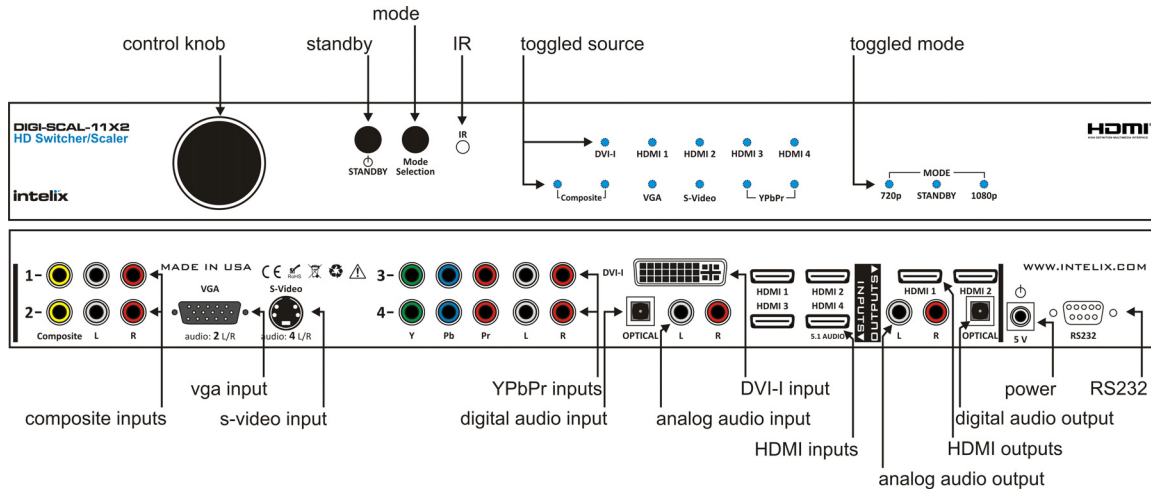 mode
control knob standby IR toggled source toggled mode
DIGI-SCAL-11X2
HD Switcher/Scaler
intelix
STANDBY
Mode
Selection
IR
DVI-I HDMI 1 HDMI 2 HDMI 3 HDMI 4
Composite VGA S-Video YPbPr
MODE
720p STANDBY 1080p
HDMI
1 2
Composite L R
MADE IN USA
CE RoHS
VGA
audio: 2 L/R
S-Video
audio: 4 L/R
3 4
Y Pb Pr L R
DVI-I
OPTICAL L R
HDMI 1 HDMI 2
HDMI 3 HDMI 4
5.1 AUDIO
INPUTS
OUTPUTS
HDMI 1 HDMI 2
L R OPTICAL
WWW.INTELIX.COM
5 V
RS232
vga input YPbPr inputs DVI-I input power RS232
composite inputs s-video input digital audio input analog audio input digital audio output
HDMI inputs HDMI outputs
analog audio output